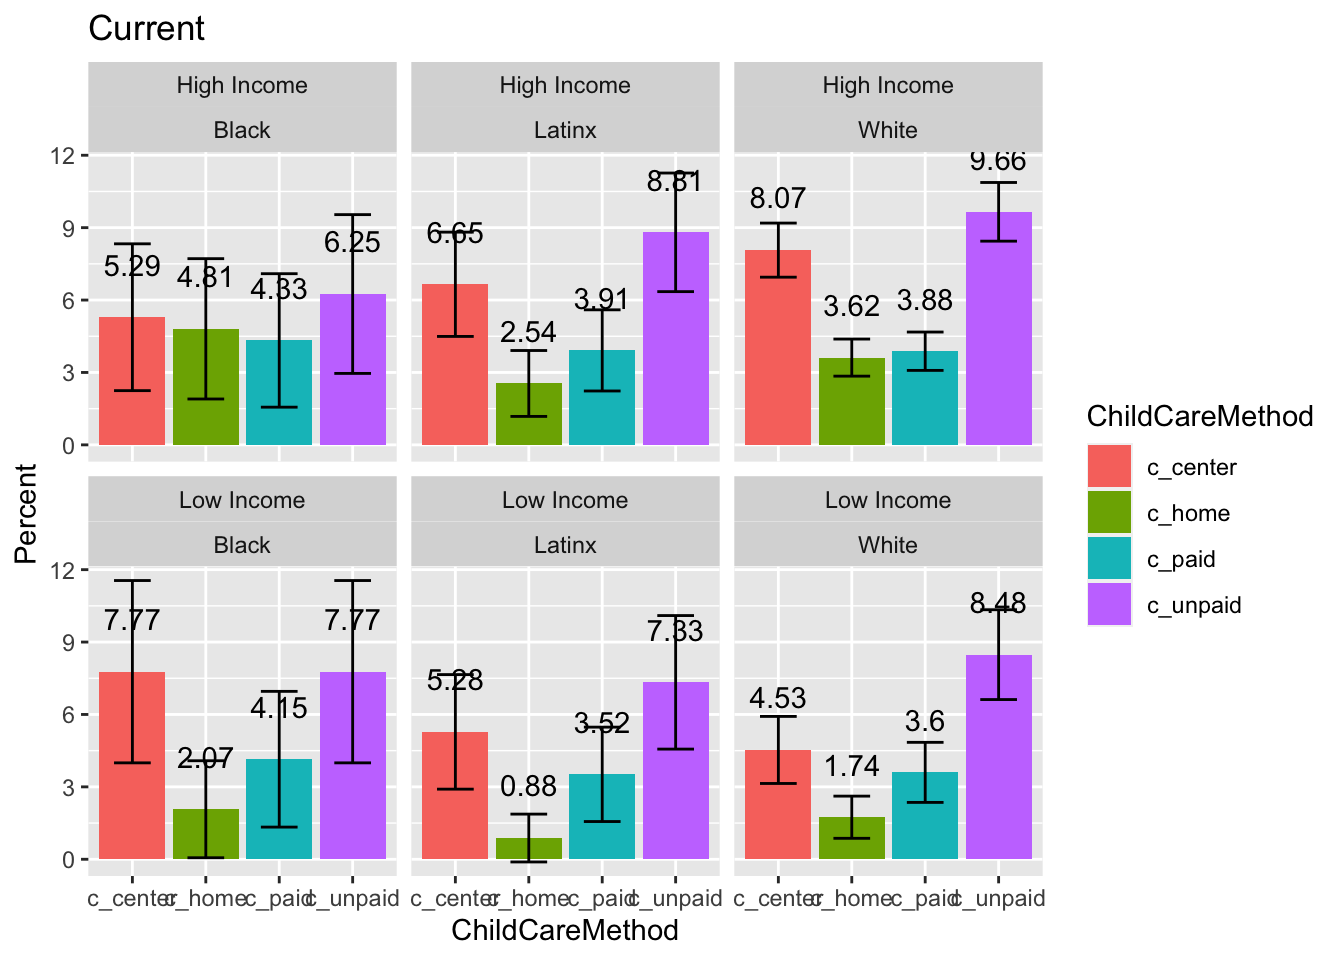 Current
High Income
Black
High Income
Latinx
High Income
White
12
9
6
3
0
5.29
4.81
4.33
6.25
6.65
2.54
3.91
8.81
8.07
3.62
3.88
9.66
Percent
Low Income
Black
Low Income
Latinx
Low Income
White
12
9
6
3
0
7.77
2.07
4.15
7.77
5.28
0.88
3.52
7.33
4.53
1.74
3.6
8.48
c_center c_home c_paid c_unpaid
c_center c_home c_paid c_unpaid
c_center c_home c_paid c_unpaid
ChildCareMethod
ChildCareMethod
c_center
c_home
c_paid
c_unpaid